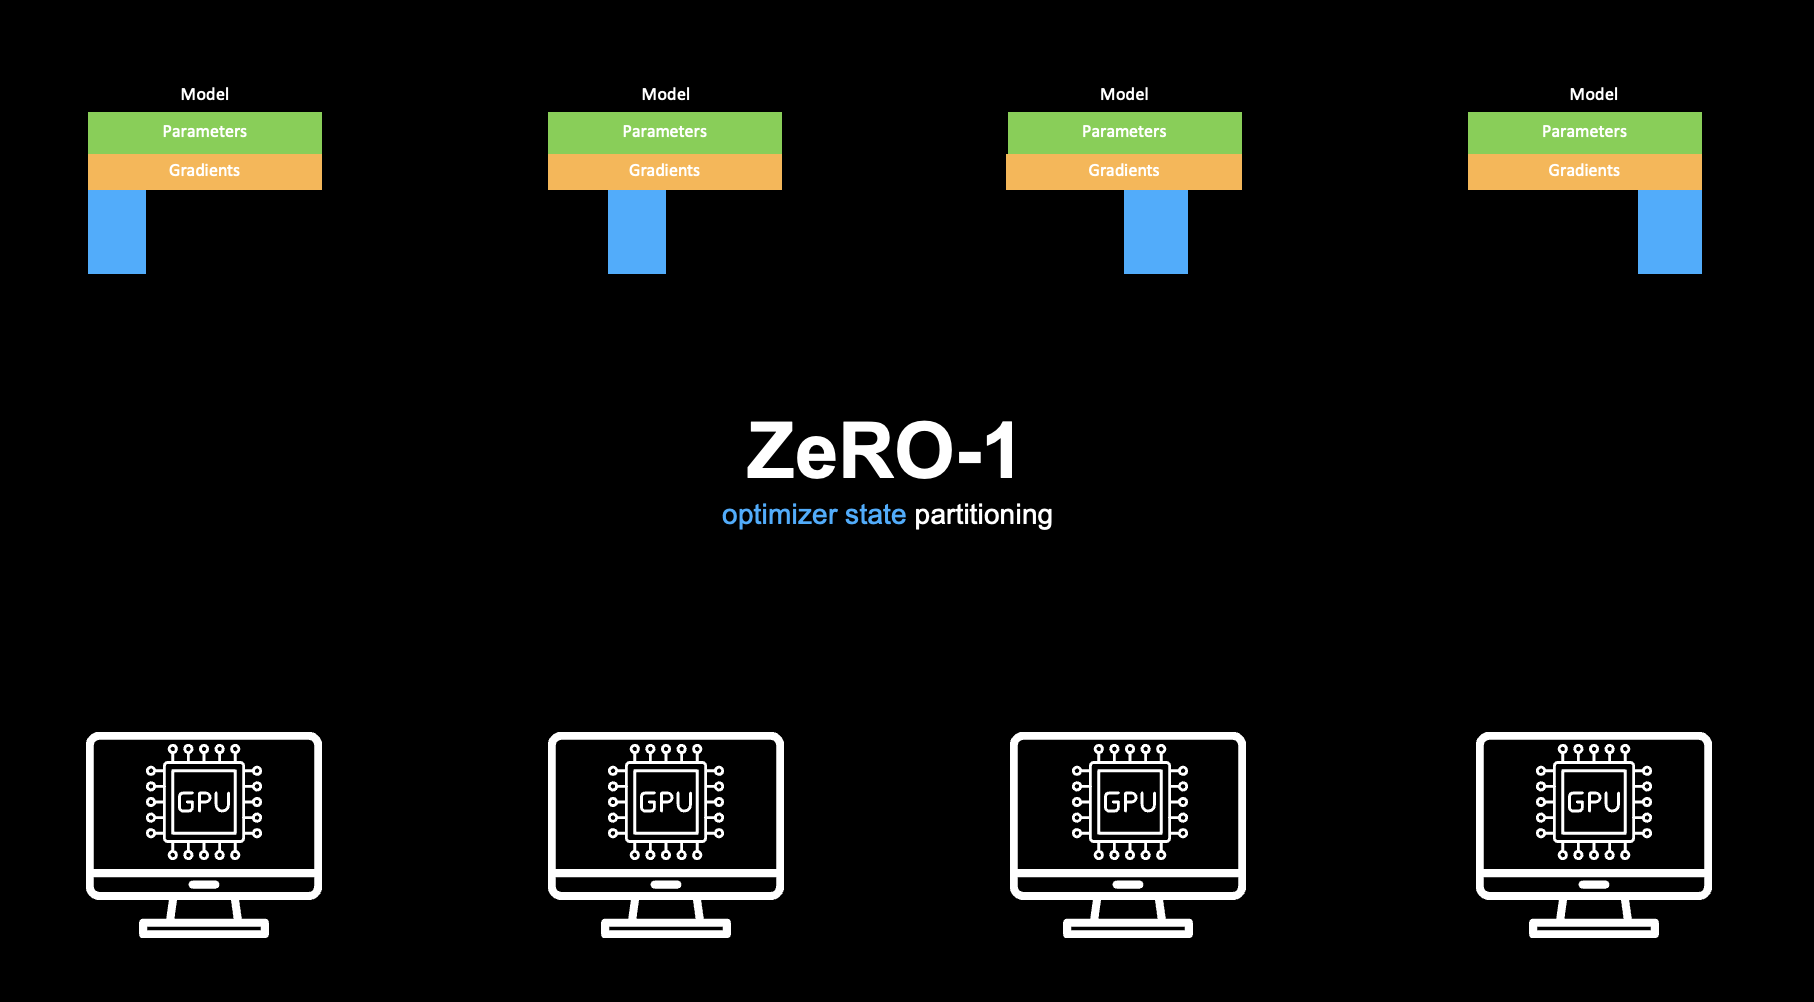 Model
Parameters
Gradients
Model
Parameters
Gradients
Model
Parameters
Gradients
Model
Parameters
Gradients
ZeRO-1
optimizer state partitioning
GPU
GPU
GPU
GPU